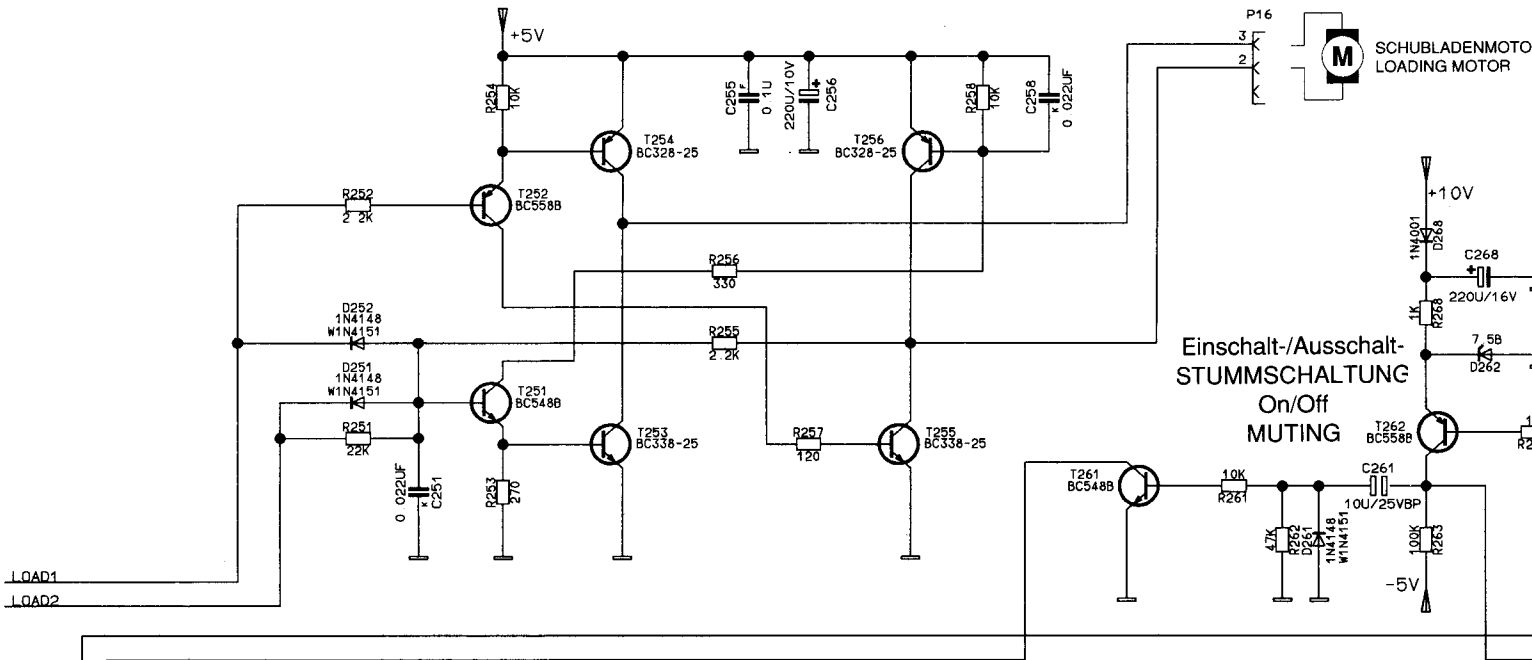 +5V
P16
3
2
M
SCHUBLADENMOTO
LOADING MOTOR
R254
10K
C255
0.1U
220U/10V
+
C256
R258
10K
C258
K
0.022UF
T254
BC328-25
T256
BC328-25
R252
2 2K
T252
BC558B
+10V
1N4001
D268
R256
330
C268
+
220U/16V
1K
R268
D252
1N4148
W1N4151
R255
2.2K
7,5B
D262
Einschalt-/Ausschalt-
STUMMSCHALTUNG
On/Off
MUTING
D251
1N4148
W1N4151
T251
BC548B
R251
22K
T253
BC338-25
R257
120
T255
BC338-25
T262
BC558B
0.022UF
K
C251
R253
270
T261
BC548B
10K
R261
C261
10U/25VBP
47K
R262
D261
1N4148
W1N4151
100K
R263
-5V
LOAD1
LOAD2